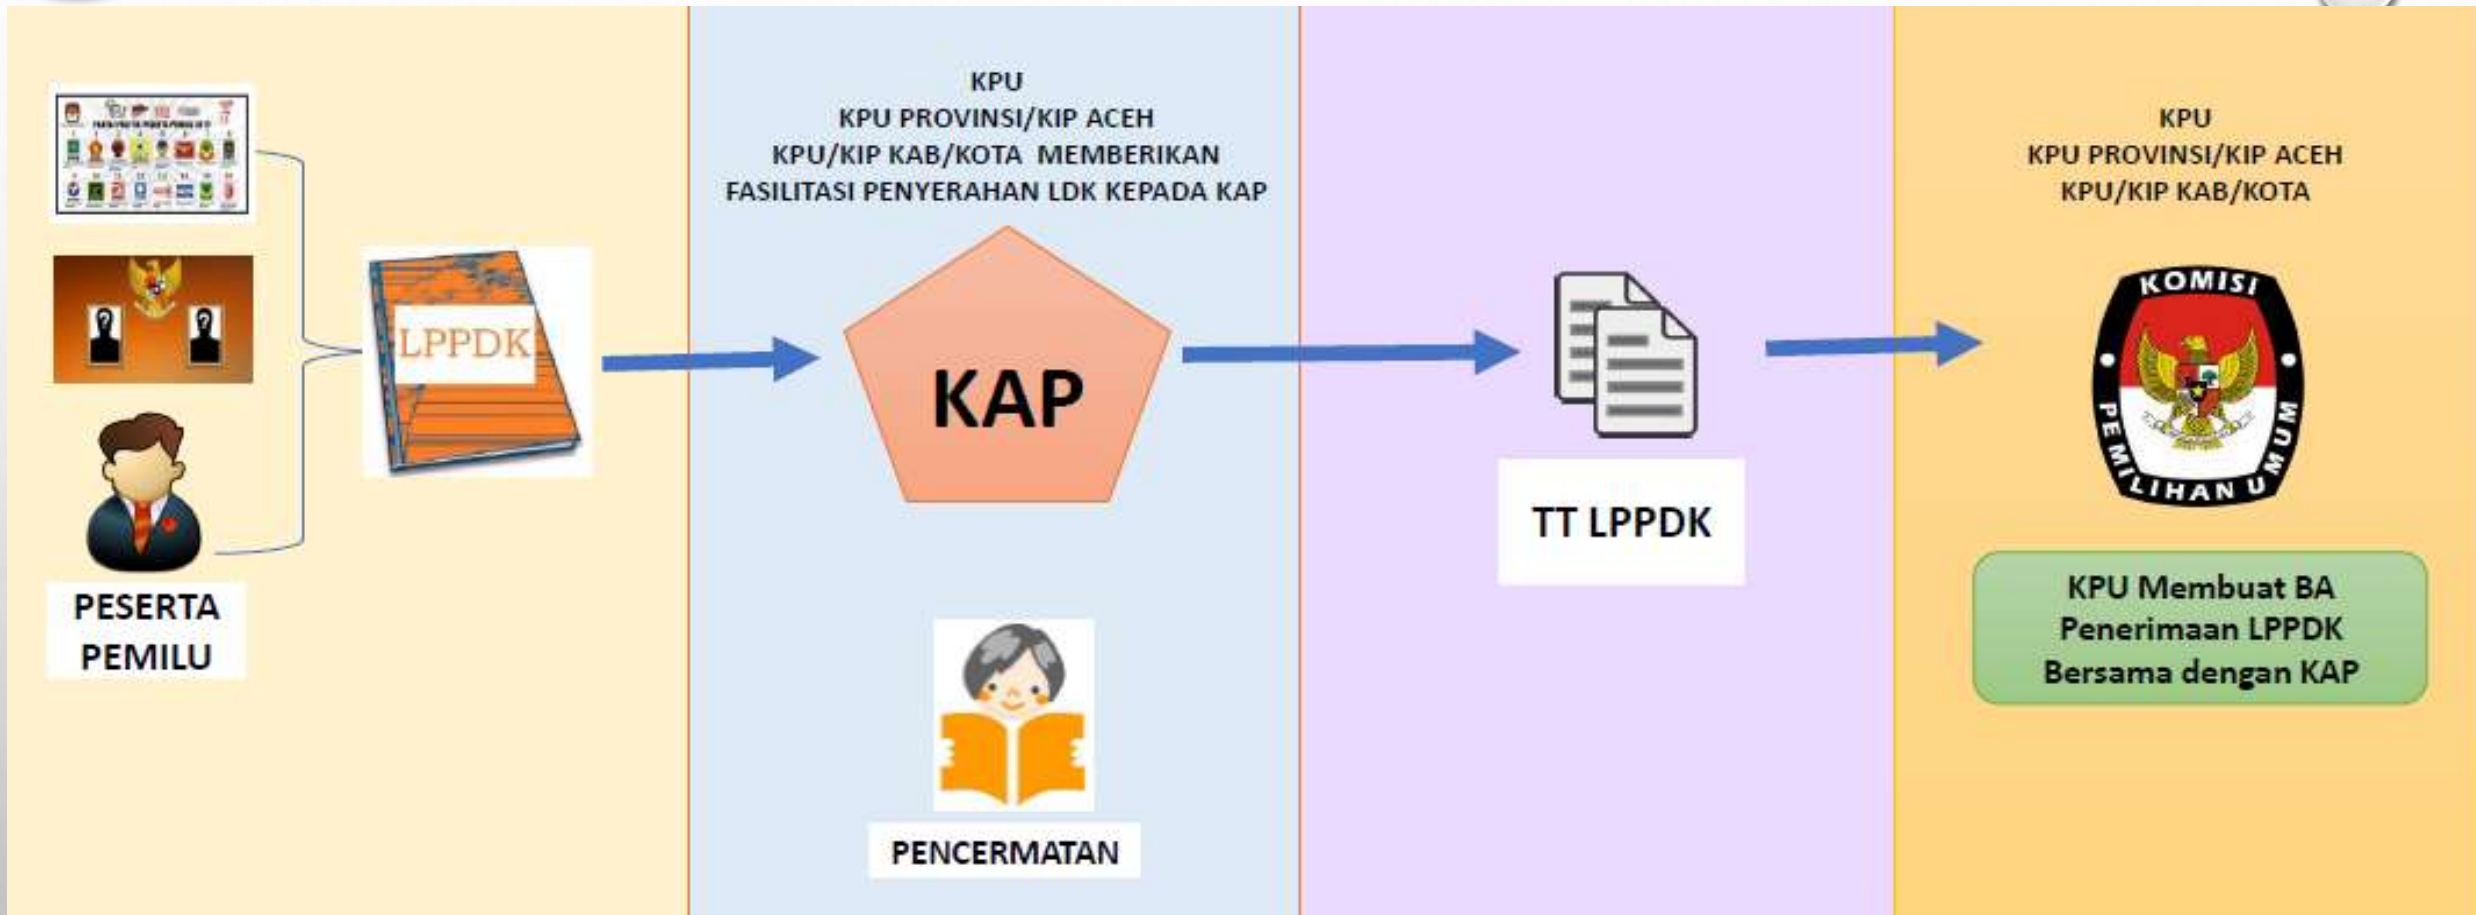 PESERTA
PEMILU
LPPDK
KPU
KPU PROVINSI/KIP ACEH
KPU/KIP KAB/KOTA MEMBERIKAN
FASILITASI PENYERAHAN LDK KEPADA KAP
KAP
PENCERMATAN
TT LPPDK
KPU
KPU PROVINSI/KIP ACEH
KPU/KIP KAB/KOTA
KOMISI
PEMILIHAN UMUM
KPU Membuat BA
Penerimaan LPPDK
Bersama dengan KAP